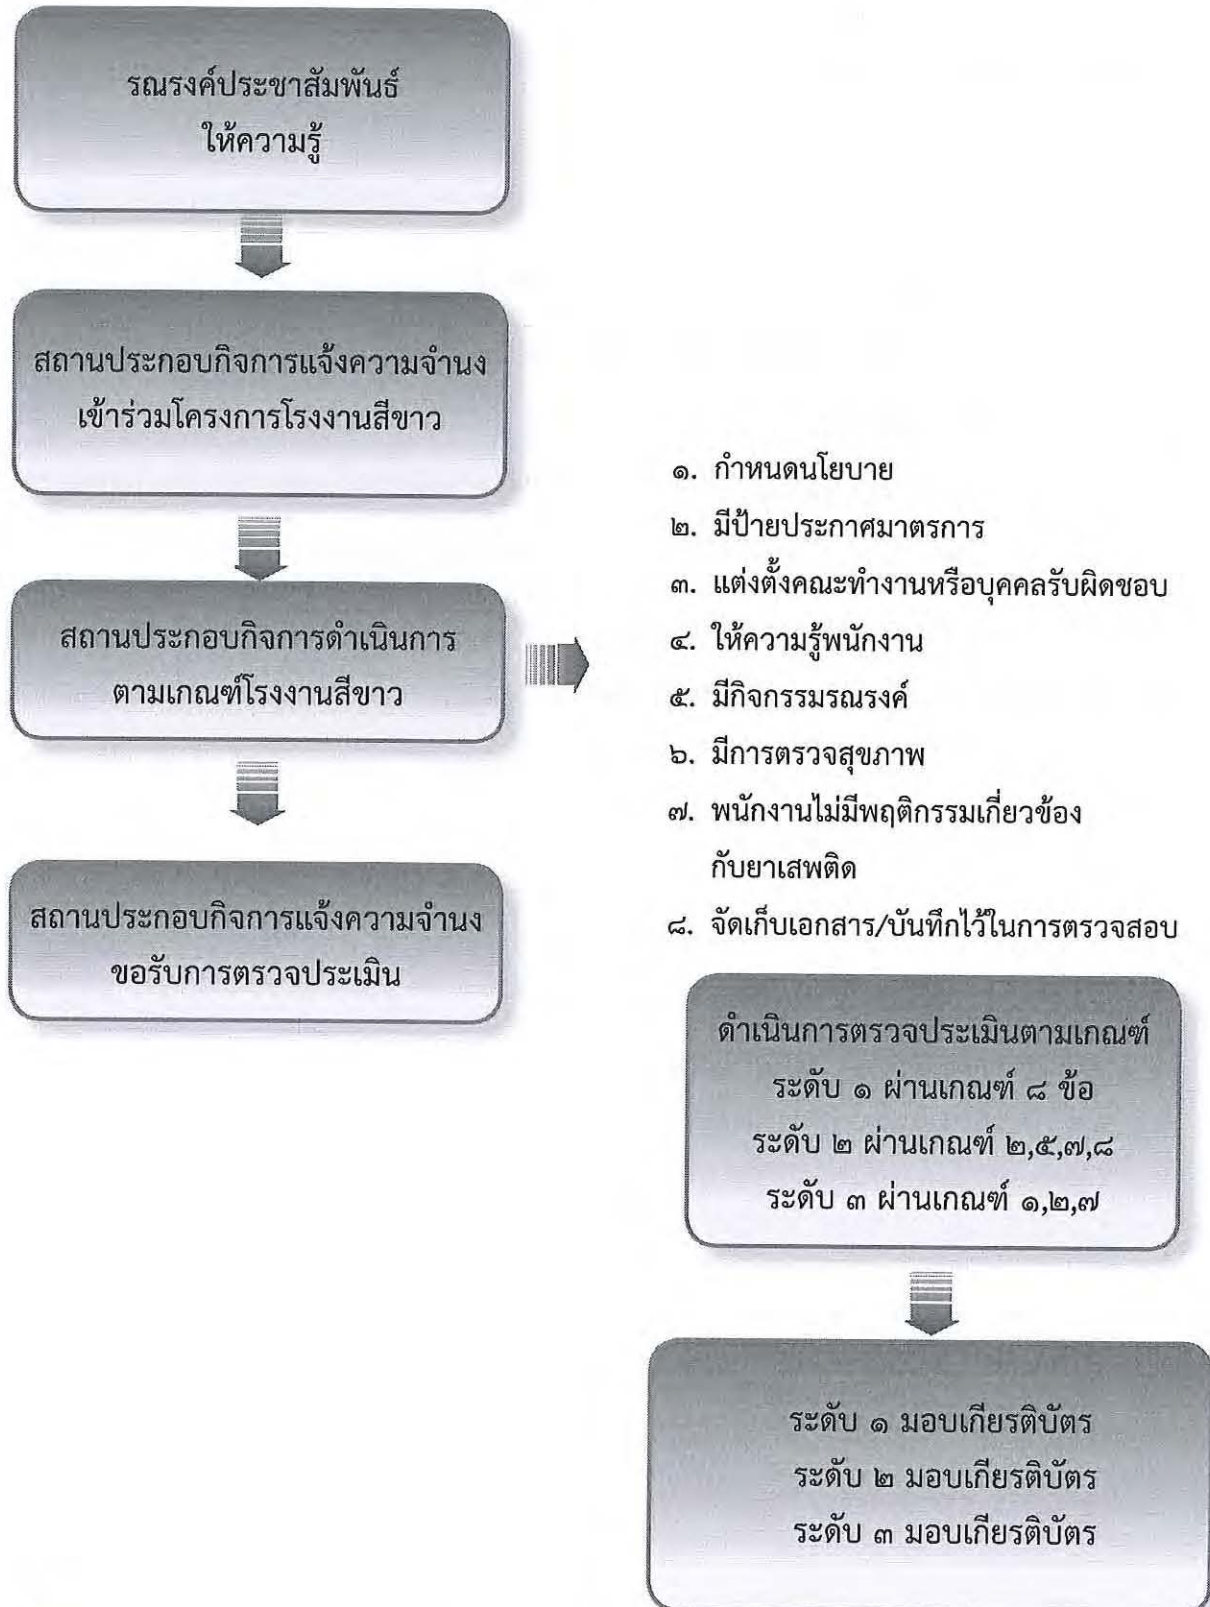 รณรงค์ประชาสัมพันธ์
ให้ความรู้
สถานประกอบกิจการแจ้งความจำนง
เข้าร่วมโครงการโรงงานสีขาว
สถานประกอบกิจการดำเนินการ
ตามเกณฑ์โรงงานสีขาว
๑. กำหนดนโยบาย
๒. มีป้ายประกาศมาตรการ
๓. แต่งตั้งคณะทำงานหรือบุคคลรับผิดชอบ
๔. ให้ความรู้พนักงาน
๕. มีกิจกรรมรณรงค์
๖. มีการตรวจสุขภาพ
๗. พนักงานไม่มีพฤติกรรมเกี่ยวข้อง
กับยาเสพติด
๘. จัดเก็บเอกสาร/บันทึกไว้ในการตรวจสอบ
สถานประกอบกิจการแจ้งความจำนง
ขอรับการตรวจประเมิน
ดำเนินการตรวจประเมินตามเกณฑ์
ระดับ ๑ ผ่านเกณฑ์ ๘ ข้อ
ระดับ ๒ ผ่านเกณฑ์ ๒,๕,๗,๘
ระดับ ๓ ผ่านเกณฑ์ ๑,๒,๗
ระดับ ๑ มอบเกียรติบัตร
ระดับ ๒ มอบเกียรติบัตร
ระดับ ๓ มอบเกียรติบัตร